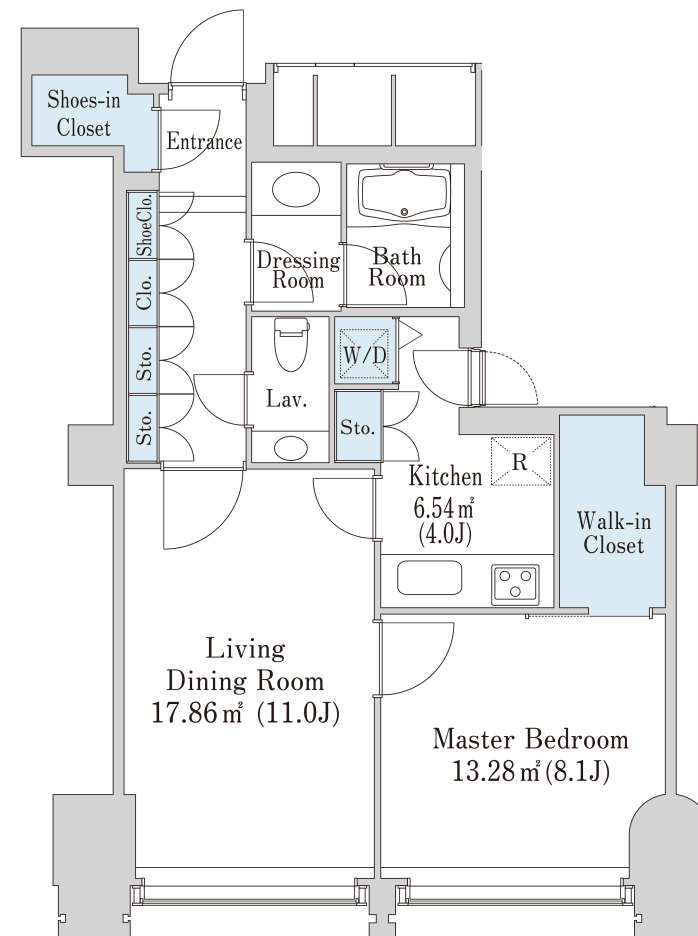 Shoes-in
Closet
Entrance
ShoeClo.
Clo.
Sto.
Sto.
Dressing
Room
Bath
Room
W/D
Lav.
Sto.
Kitchen
6.54㎡
(4.0J)
R
Walk-in
Closet
Living
Dining Room
17.86㎡ (11.0J)
Master Bedroom
13.28㎡(8.1J)